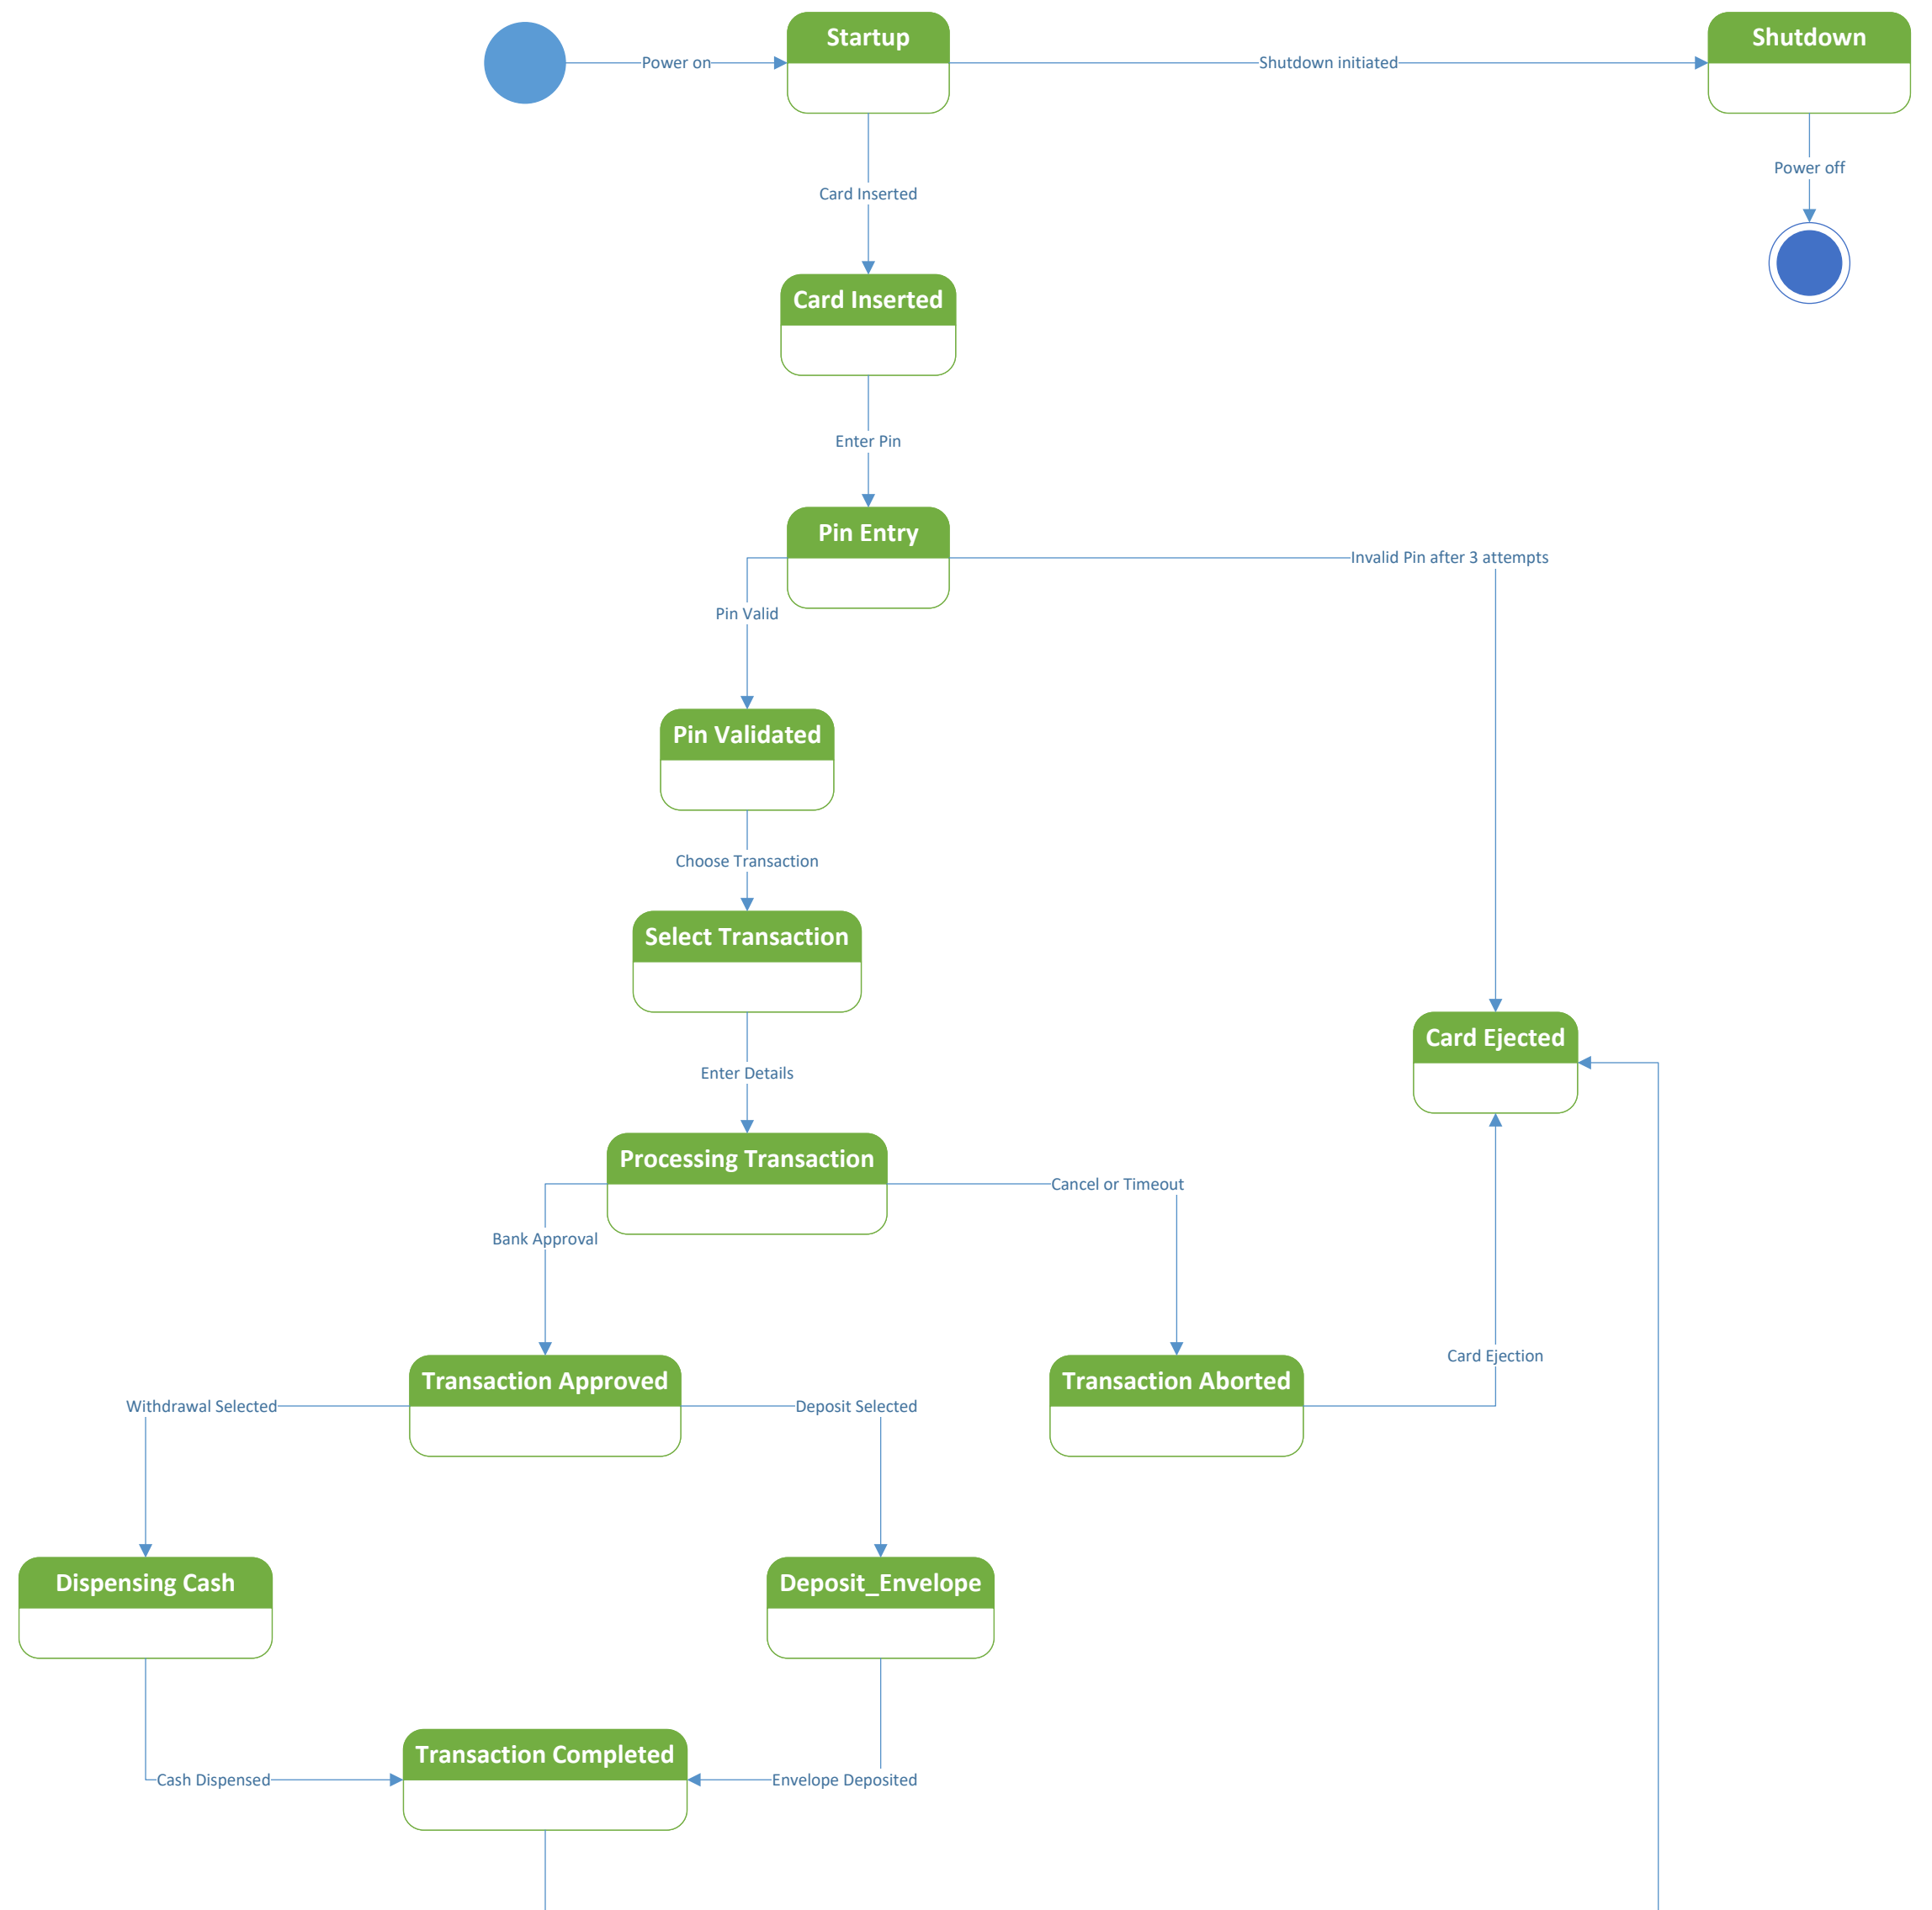 Startup
Shutdown
Power on
Shutdown initiated
Power off
Card Inserted
Card Inserted
Enter Pin
Pin Entry
Invalid Pin after 3 attempts
Pin Valid
Pin Validated
Choose Transaction
Select Transaction
Card Ejected
Enter Details
Processing Transaction
Cancel or Timeout
Bank Approval
Card Ejection
Transaction Approved
Transaction Aborted
Withdrawal Selected
Deposit Selected
Dispensing Cash
Deposit_Envelope
Transaction Completed
Cash Dispensed
Envelope Deposited